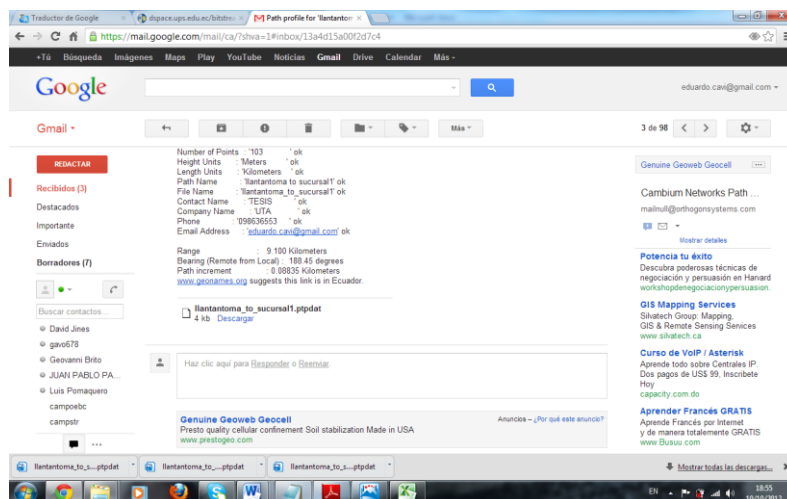 Traductor de Google
dspace.ups.edu.ec/bitstre
Path profile for 'llantantom
https://mail.google.com/mail/ca/?shva=1#inbox/13a4d15a00f2d7c4
+Tú Búsqueda Imágenes Maps Play YouTube Noticias Gmail Drive Calendar Más
Google
eduardo.cavi@gmail.com
Gmail
Más
3 de 98
REDACTAR
Recibidos (3)
Destacados
Importante
Enviados
Borradores (7)
Buscar contactos...
David Jines
gavo678
Geovanni Brito
JUAN PABLO PA...
Luis Pomaquero
campoebc
campstr
Number of Points : '103 ' ok
Height Units : 'Meters ' ok
Length Units : 'Kilometers ' ok
Path Name : 'llantantoma to sucursal1' ok
File Name : 'llantantoma_to_sucursal1' ok
Contact Name : 'TESIS ' ok
Company Name : 'UTA ' ok
Phone : '098636553 ' ok
Email Address : 'eduardo.cavi@gmail.com' ok
Range : 9.100 Kilometers
Bearing (Remote from Local) : 188.45 degrees
Path increment : 0.08835 Kilometers
www.geonames.org suggests this link is in Ecuador.
llantantoma_to_sucursal1.ptpdat
4 kb Descargar
Haz clic aquí para Responder o Reenviar.
Genuine Geoweb Geocell
Anuncios – ¿Por qué este anuncio?
Presto quality cellular confinement Soil stabilization Made in USA
www.prestogeo.com
Genuine Geoweb Geocell
Cambium Networks Path ...
mailnull@orthogonsystems.com
Mostrar detalles
Potencia tu éxito
Descubra poderosas técnicas de
negociación y persuasión en Harvard
workshopdenegociacionypersuasion.
GIS Mapping Services
Silvatech Group: Mapping,
GIS & Remote Sensing Services
www.silvatech.ca
Curso de VoIP / Asterisk
Aprende todo sobre Centrales IP.
Dos pagos de US$ 99, Inscribete
Hoy
capacity.com.do
Aprender Francés GRATIS
Aprende Francés por Internet
y de manera totalmente GRATIS
www.Busuu.com
llantantoma_to_s....ptpdat
llantantoma_to_....ptpdat
llantantoma_to_s....ptpdat
Mostrar todas las descargas...
EN
18:55
10/10/2012